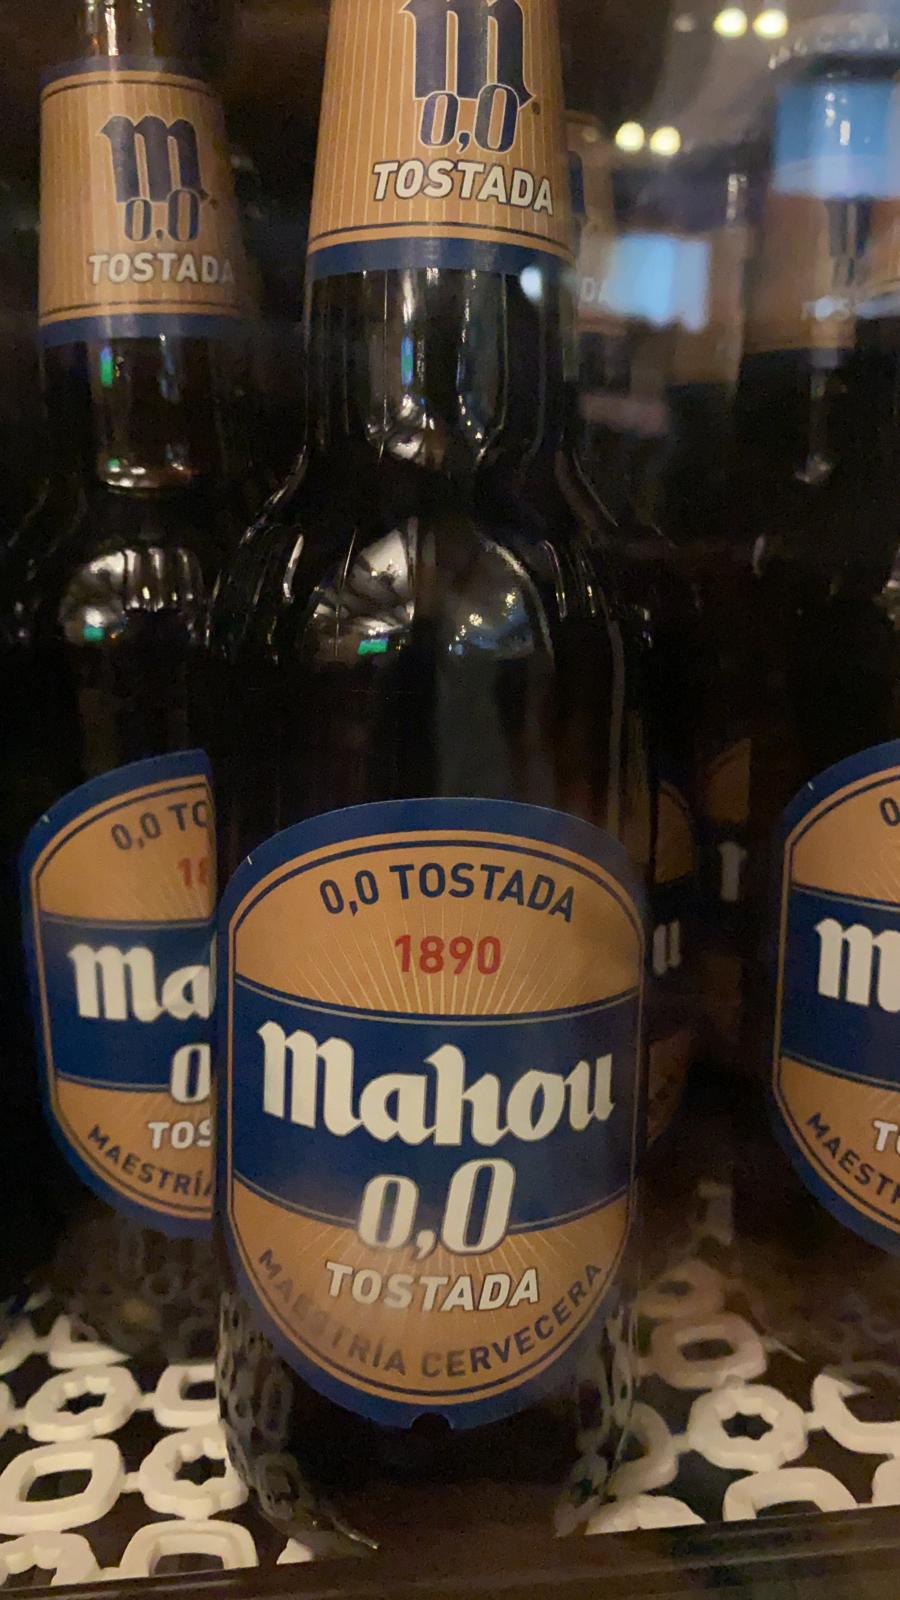 m
0,0
TOSTADA
m
0,0
TOSTADA
0,0 TOSTADA
1890
Mahou
0,0
TOSTADA
MAESTRÍA CERVECERA